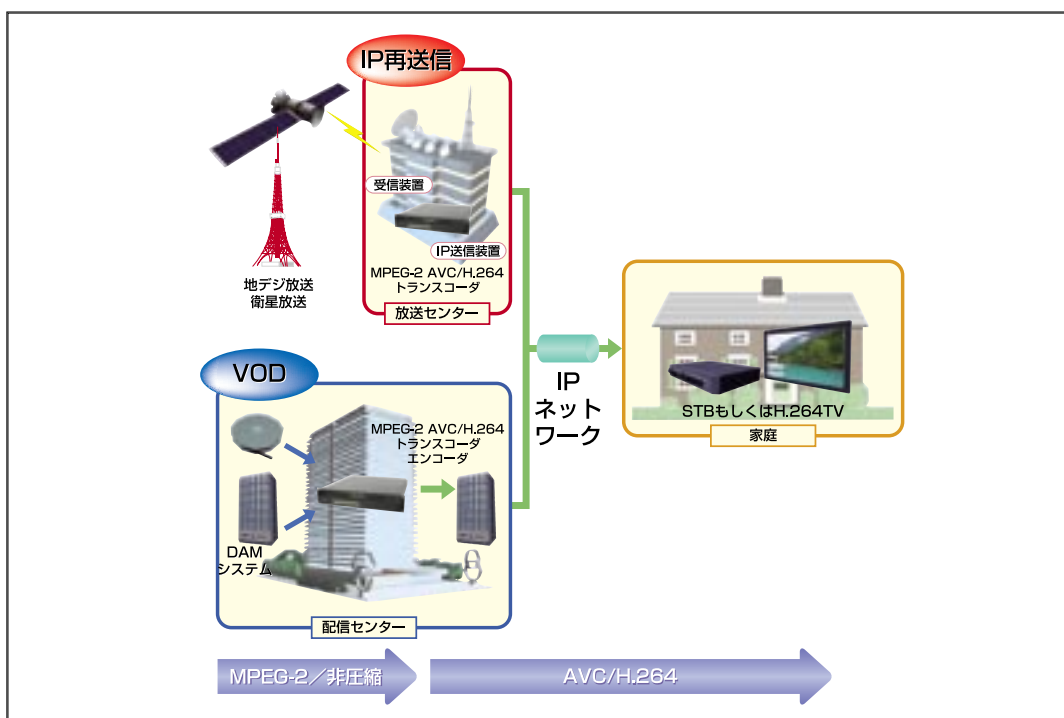 IP再送信
受信装置
IP送信装置
MPEG-2 AVC/H.264
トランスコーダ
放送センター
地デジ放送
衛星放送
VOD
MPEG-2 AVC/H.264
トランスコーダ
エンコーダ
DAM
システム
配信センター
IP
ネット
ワーク
STBもしくはH.264TV
家庭
MPEG-2／非圧縮
AVC/H.264